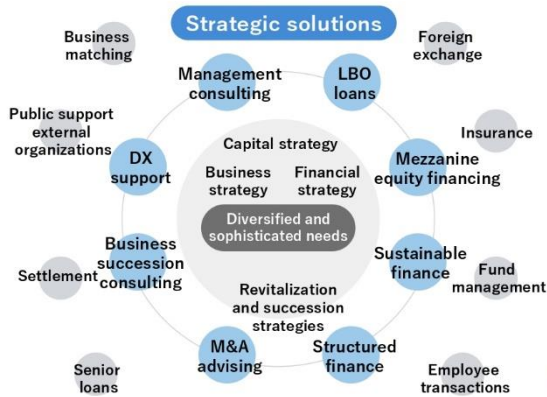 Strategic solutions
Business
matching
Foreign
exchange
Management
consulting
LBO
loans
Public support
external
organizations
Insurance
Capital strategy
DX
support
Business
strategy
Financial
strategy
Mezzanine
equity financing
Diversified and
sophisticated needs
Business
succession
consulting
Sustainable
finance
Settlement
Fund
management
Revitalization
and succession
strategies
M&A
advising
Structured
finance
Senior
loans
Employee
transactions